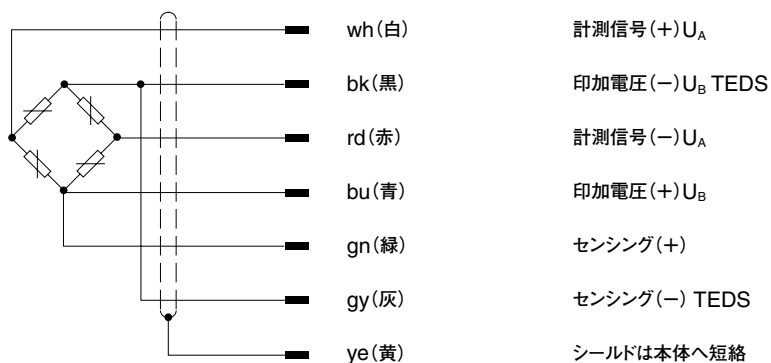 wh(白) 計測信号(+)U_A
bk(黒) 印加電圧(−)U_B TEDS
rd(赤) 計測信号(−)U_A
bu(青) 印加電圧(+)U_B
gn(緑) センシング(+)
gy(灰) センシング(−) TEDS
ye(黄) シールドは本体へ短絡